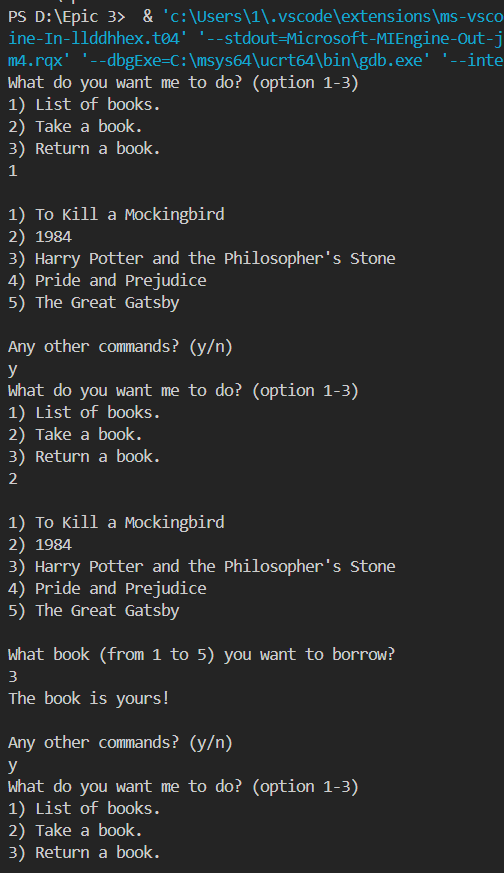 PS D:\Epic 3>  & 'c:\Users\1\.vscode\extensions\ms-vsco
ine-In-llddhhex.t04' '--stdout=Microsoft-MIEngine-Out-j
m4.rqx' '--dbgExe=C:\msys64\ucrt64\bin\gdb.exe' '--inte
What do you want me to do? (option 1-3)
1) List of books.
2) Take a book.
3) Return a book.
1
1) To Kill a Mockingbird
2) 1984
3) Harry Potter and the Philosopher's Stone
4) Pride and Prejudice
5) The Great Gatsby
Any other commands? (y/n)
y
What do you want me to do? (option 1-3)
1) List of books.
2) Take a book.
3) Return a book.
2
1) To Kill a Mockingbird
2) 1984
3) Harry Potter and the Philosopher's Stone
4) Pride and Prejudice
5) The Great Gatsby
What book (from 1 to 5) you want to borrow?
3
The book is yours!
Any other commands? (y/n)
y
What do you want me to do? (option 1-3)
1) List of books.
2) Take a book.
3) Return a book.